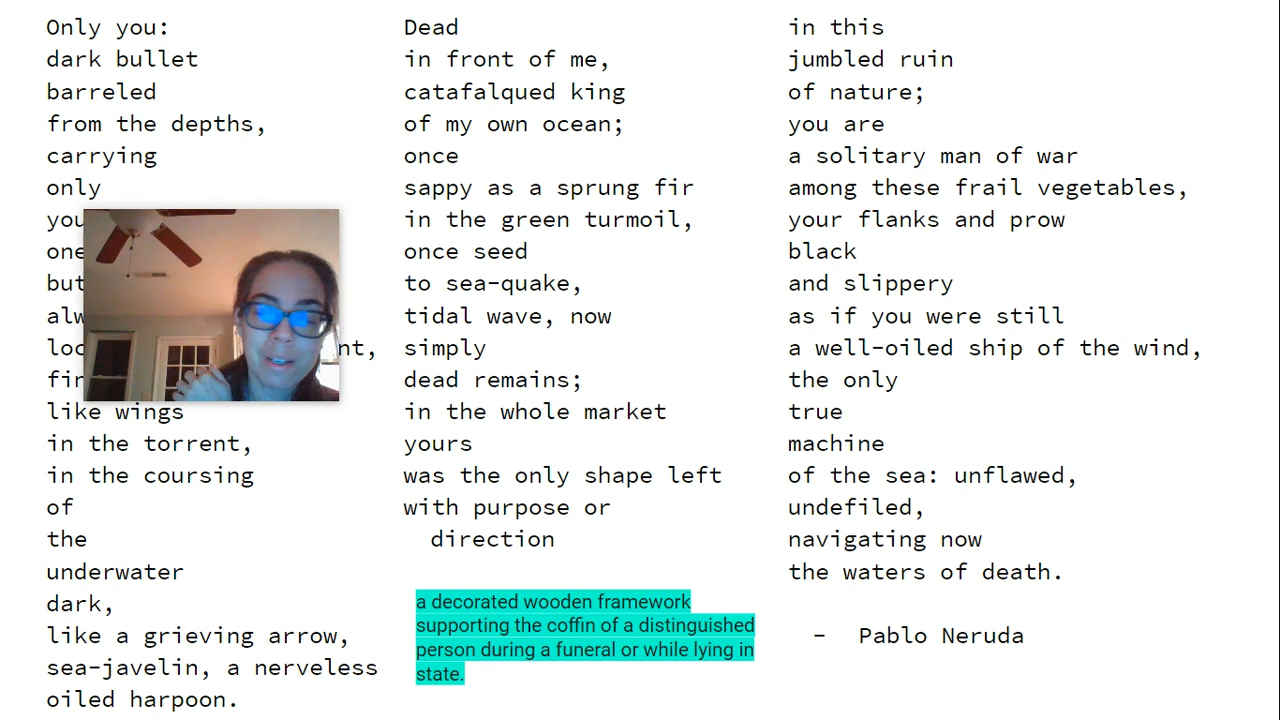 Only you:
dark bullet
barreled
from the depths,
carrying
only
like wings
in the torrent,
in the coursing
of
the
underwater
dark,
like a grieving arrow,
sea-javelin, a nerveless
oiled harpoon.
Dead
in front of me,
catafalqued king
of my own ocean;
once
sappy as a sprung fir
in the green turmoil,
once seed
to sea-quake,
tidal wave, now
simply
dead remains;
in the whole market
yours
was the only shape left
with purpose or
direction
a decorated wooden framework
supporting the coffin of a distinguished
person during a funeral or while lying in
state.
in this
jumbled ruin
of nature;
you are
a solitary man of war
among these frail vegetables,
your flanks and prow
black
and slippery
as if you were still
a well-oiled ship of the wind,
the only
true
machine
of the sea: unflawed,
undefiled,
navigating now
the waters of death.
- Pablo Neruda